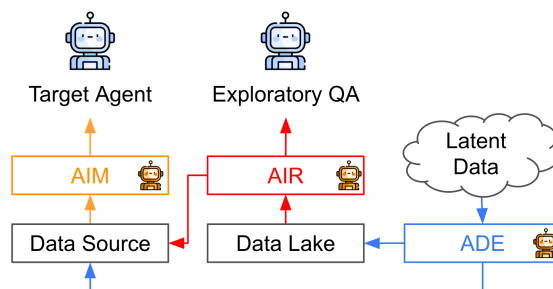 Target Agent
Exploratory QA
Latent
Data
AIM
AIR
Data Source
Data Lake
ADE